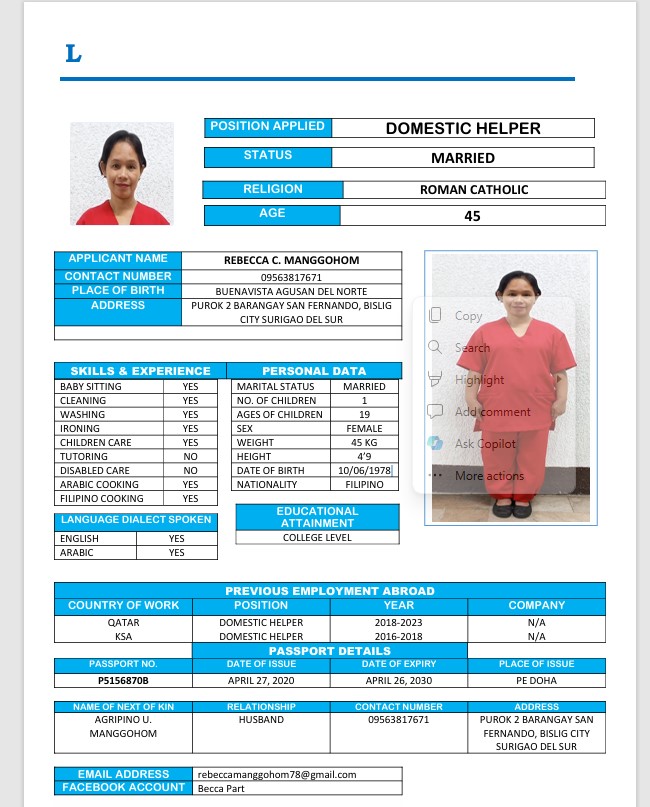 L
POSITION APPLIED DOMESTIC HELPER
STATUS MARRIED
RELIGION ROMAN CATHOLIC
AGE 45
APPLICANT NAME REBECCA C. MANGGOHOM
CONTACT NUMBER 09563817671
PLACE OF BIRTH BUENAVISTA AGUSAN DEL NORTE
ADDRESS PUROK 2 BARANGAY SAN FERNANDO, BISLIG
CITY SURIGAO DEL SUR
Copy
Search
Highlight
Add comment
Ask Copilot
More actions
SKILLS & EXPERIENCE PERSONAL DATA
BABY SITTING YES MARITAL STATUS MARRIED
CLEANING YES NO. OF CHILDREN 1
WASHING YES AGES OF CHILDREN 19
IRONING YES SEX FEMALE
CHILDREN CARE YES WEIGHT 45 KG
TUTORING NO HEIGHT 4'9
DISABLED CARE NO DATE OF BIRTH 10/06/1978
ARABIC COOKING YES NATIONALITY FILIPINO
FILIPINO COOKING YES
LANGUAGE DIALECT SPOKEN
ENGLISH YES
ARABIC YES
EDUCATIONAL
ATTAINMENT
COLLEGE LEVEL
PREVIOUS EMPLOYMENT ABROAD
COUNTRY OF WORK POSITION YEAR COMPANY
QATAR DOMESTIC HELPER 2018-2023 N/A
KSA DOMESTIC HELPER 2016-2018 N/A
PASSPORT DETAILS
PASSPORT NO. DATE OF ISSUE DATE OF EXPIRY PLACE OF ISSUE
P5156870B APRIL 27, 2020 APRIL 26, 2030 PE DOHA
NAME OF NEXT OF KIN RELATIONSHIP CONTACT NUMBER ADDRESS
AGRIPINO U. HUSBAND 09563817671 PUROK 2 BARANGAY SAN
MANGGOHOM FERNANDO, BISLIG CITY
SURIGAO DEL SUR
EMAIL ADDRESS rebeccamanggohom78@gmail.com
FACEBOOK ACCOUNT Becca Part